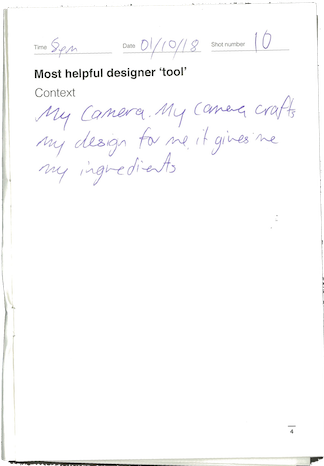 Time 8pm Date 01/10/18 Shot number 10
Most helpful designer 'tool'
Context
My Camera. My camera crafts
my design for me. it gives me
my ingredients
4